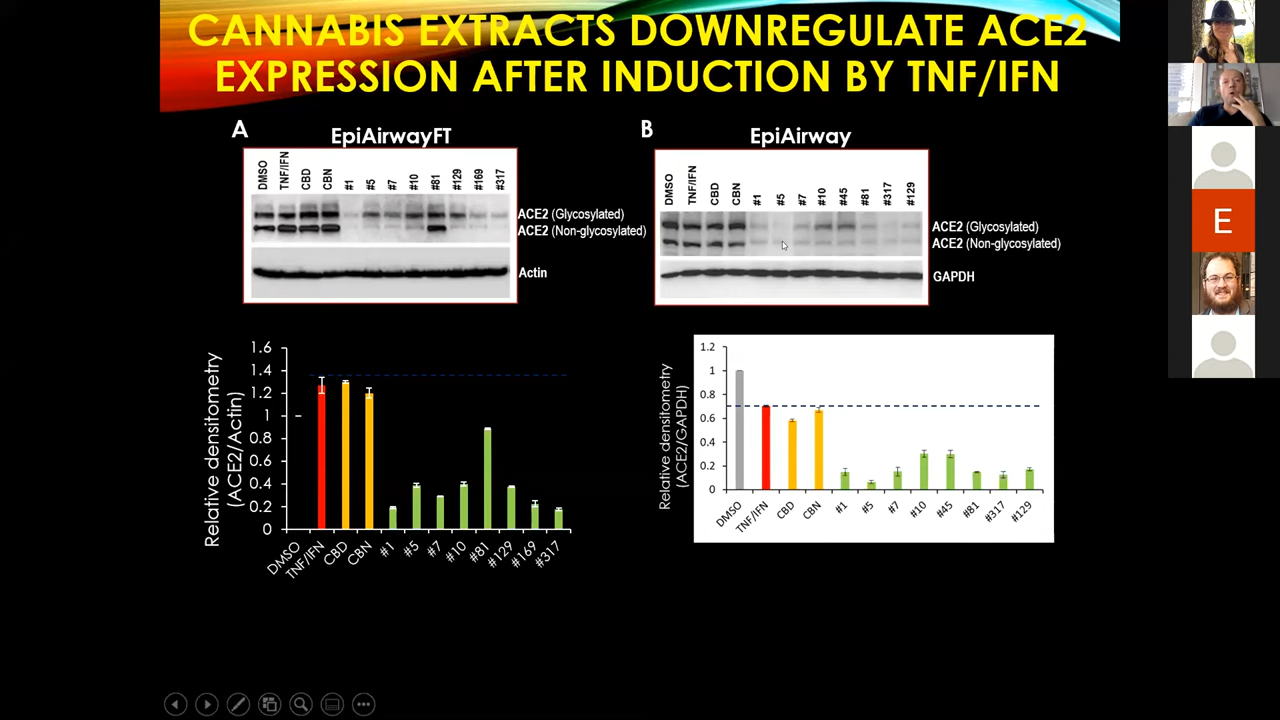 CANNABIS EXTRACTS DOWNREGULATE ACE2
EXPRESSION AFTER INDUCTION BY TNF/IFN
A
EpiAirwayFT
DMSO
TNF/IFN
CBD
CBN
#1
#5
#7
#10
#81
#129
#169
#317
ACE2 (Glycosylated)
ACE2 (Non-glycosylated)
Actin
B
EpiAirway
DMSO
TNF/IFN
CBD
CBN
#1
#5
#7
#10
#45
#81
#317
#129
ACE2 (Glycosylated)
ACE2 (Non-glycosylated)
GAPDH
Relative densitometry
(ACE2/Actin)
1.6
1.4
1.2
1
0.8
0.6
0.4
0.2
0
DMSO
TNF/IFN
CBD
CBN
#1
#5
#7
#10
#81
#129
#169
#317
Relative densitometry
(ACE2/GAPDH)
1.2
1
0.8
0.6
0.4
0.2
0
DMSO
TNF/IFN
CBD
CBN
#1
#5
#7
#10
#45
#81
#317
#129
E